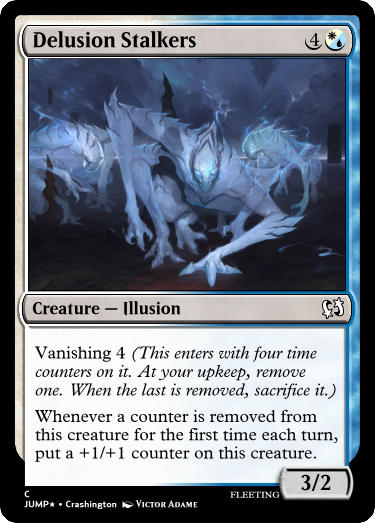 Delusion Stalkers 4
Creature — Illusion
Vanishing 4 (This enters with four time
counters on it. At your upkeep, remove
one. When the last is removed, sacrifice it.)
Whenever a counter is removed from
this creature for the first time each turn,
put a +1/+1 counter on this creature.
3/2
C
JUMP★ • Crashington VICTOR ADAME FLEETING